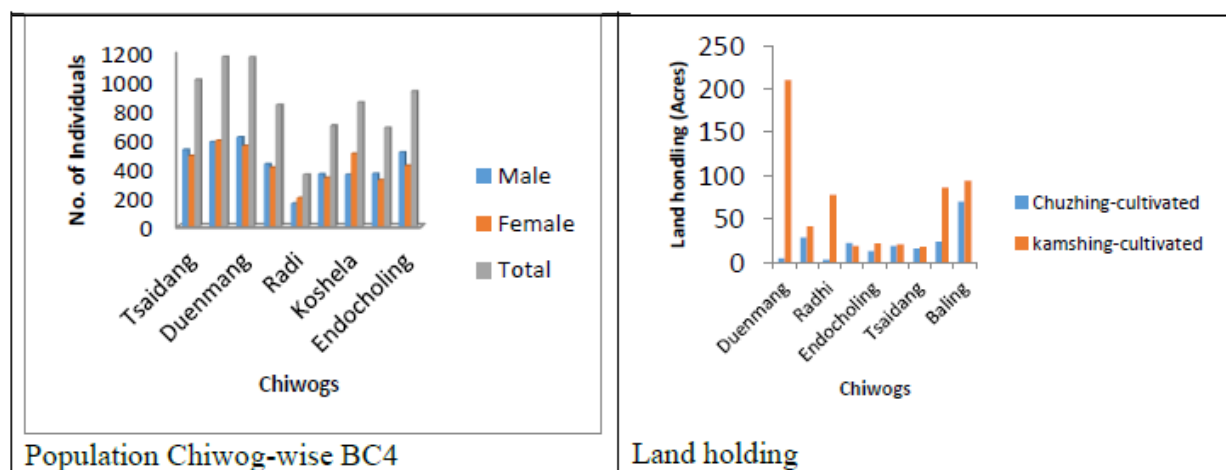 1200
1000
800
600
400
200
0
No. of Individuals
Male
Female
Total
Tsaidang
Duenmang
Radi
Koshela
Endocholing
Chiwogs
Population Chiwog-wise BC4
250
200
150
100
50
0
Land hondling (Acres)
Chuzhing-cultivated
kamshing-cultivated
Duenmang
Radhi
Endocholing
Tsaidang
Baling
Chiwogs
Land holding